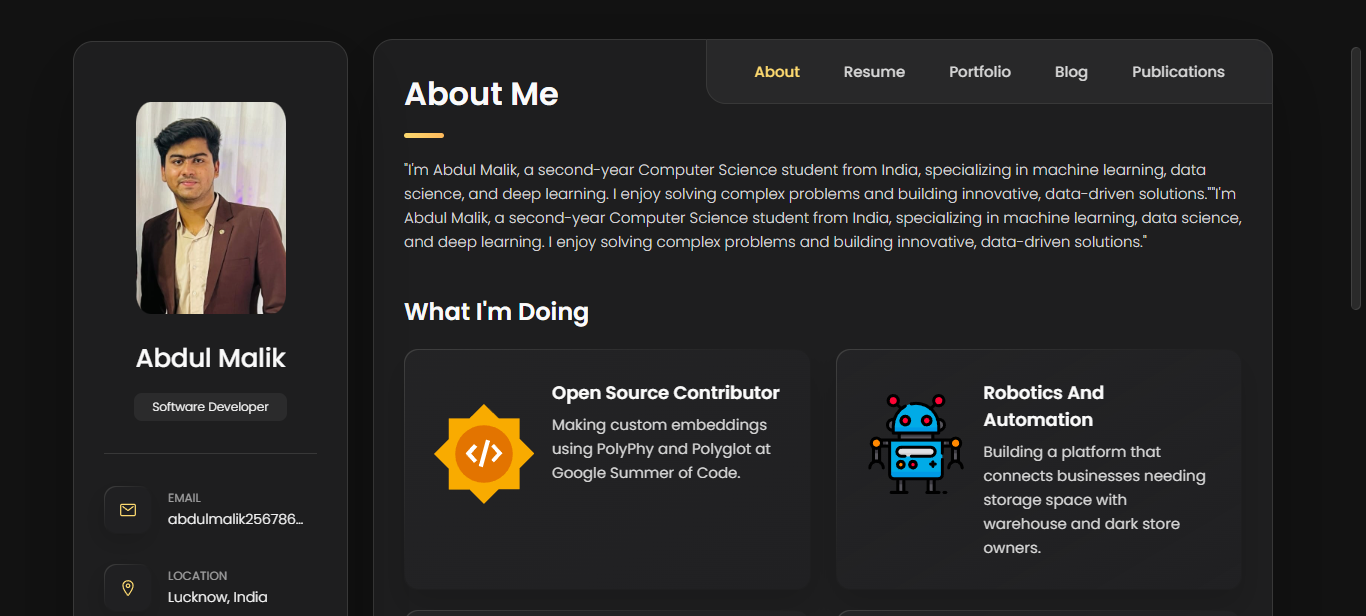 Abdul Malik
Software Developer
EMAIL
abdulmalik256786...
LOCATION
Lucknow, India
About
Resume
Portfolio
Blog
Publications
About Me
"I'm Abdul Malik, a second-year Computer Science student from India, specializing in machine learning, data
science, and deep learning. I enjoy solving complex problems and building innovative, data-driven solutions.""I'm
Abdul Malik, a second-year Computer Science student from India, specializing in machine learning, data science,
and deep learning. I enjoy solving complex problems and building innovative, data-driven solutions."
What I'm Doing
</>
Open Source Contributor
Making custom embeddings
using PolyPhy and Polyglot at
Google Summer of Code.
Robotics And
Automation
Building a platform that
connects businesses needing
storage space with
warehouse and dark store
owners.